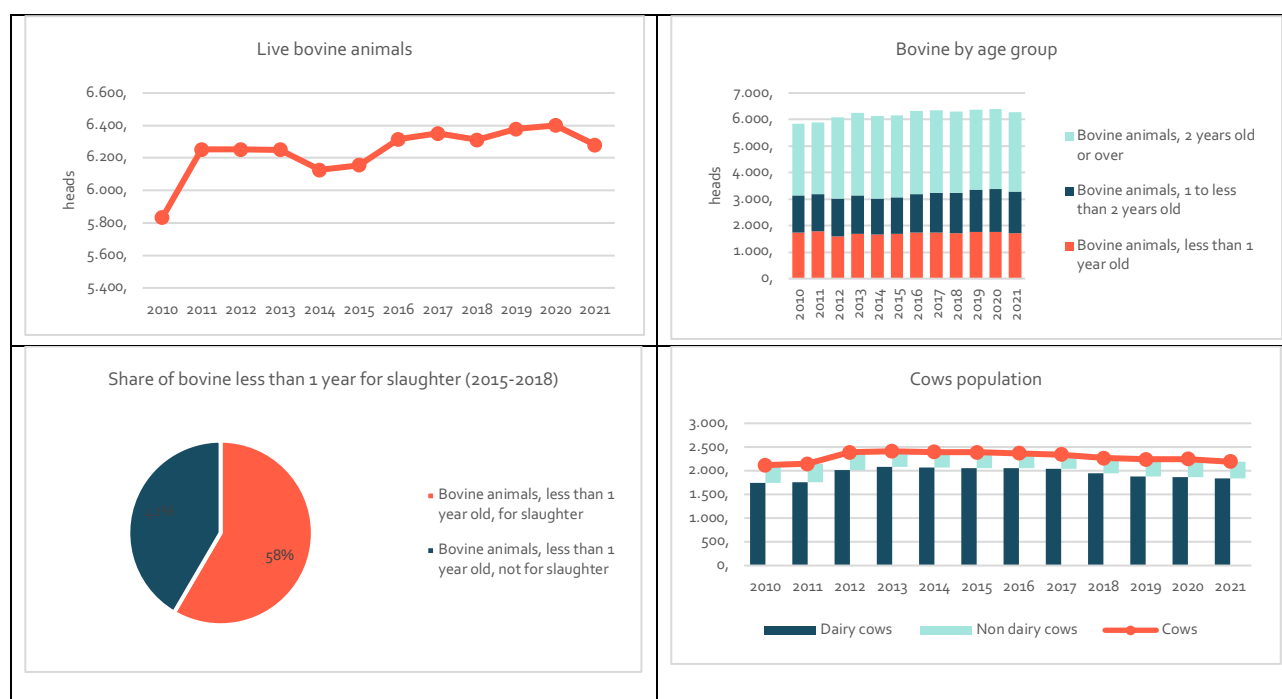 Live bovine animals
6.600,
6.400,
6.200,
6.000,
5.800,
5.600,
5.400,
heads
2010 2011 2012 2013 2014 2015 2016 2017 2018 2019 2020 2021
Bovine by age group
7.000,
6.000,
5.000,
4.000,
3.000,
2.000,
1.000,
0,
heads
2010 2011 2012 2013 2014 2015 2016 2017 2018 2019 2020 2021
Bovine animals, 2 years old
or over
Bovine animals, 1 to less
than 2 years old
Bovine animals, less than 1
year old
Share of bovine less than 1 year for slaughter (2015-2018)
58%
Bovine animals, less than 1
year old, for slaughter
Bovine animals, less than 1
year old, not for slaughter
Cows population
3.000,
2.500,
2.000,
1.500,
1.000,
500,
0,
2010 2011 2012 2013 2014 2015 2016 2017 2018 2019 2020 2021
Dairy cows Non dairy cows Cows